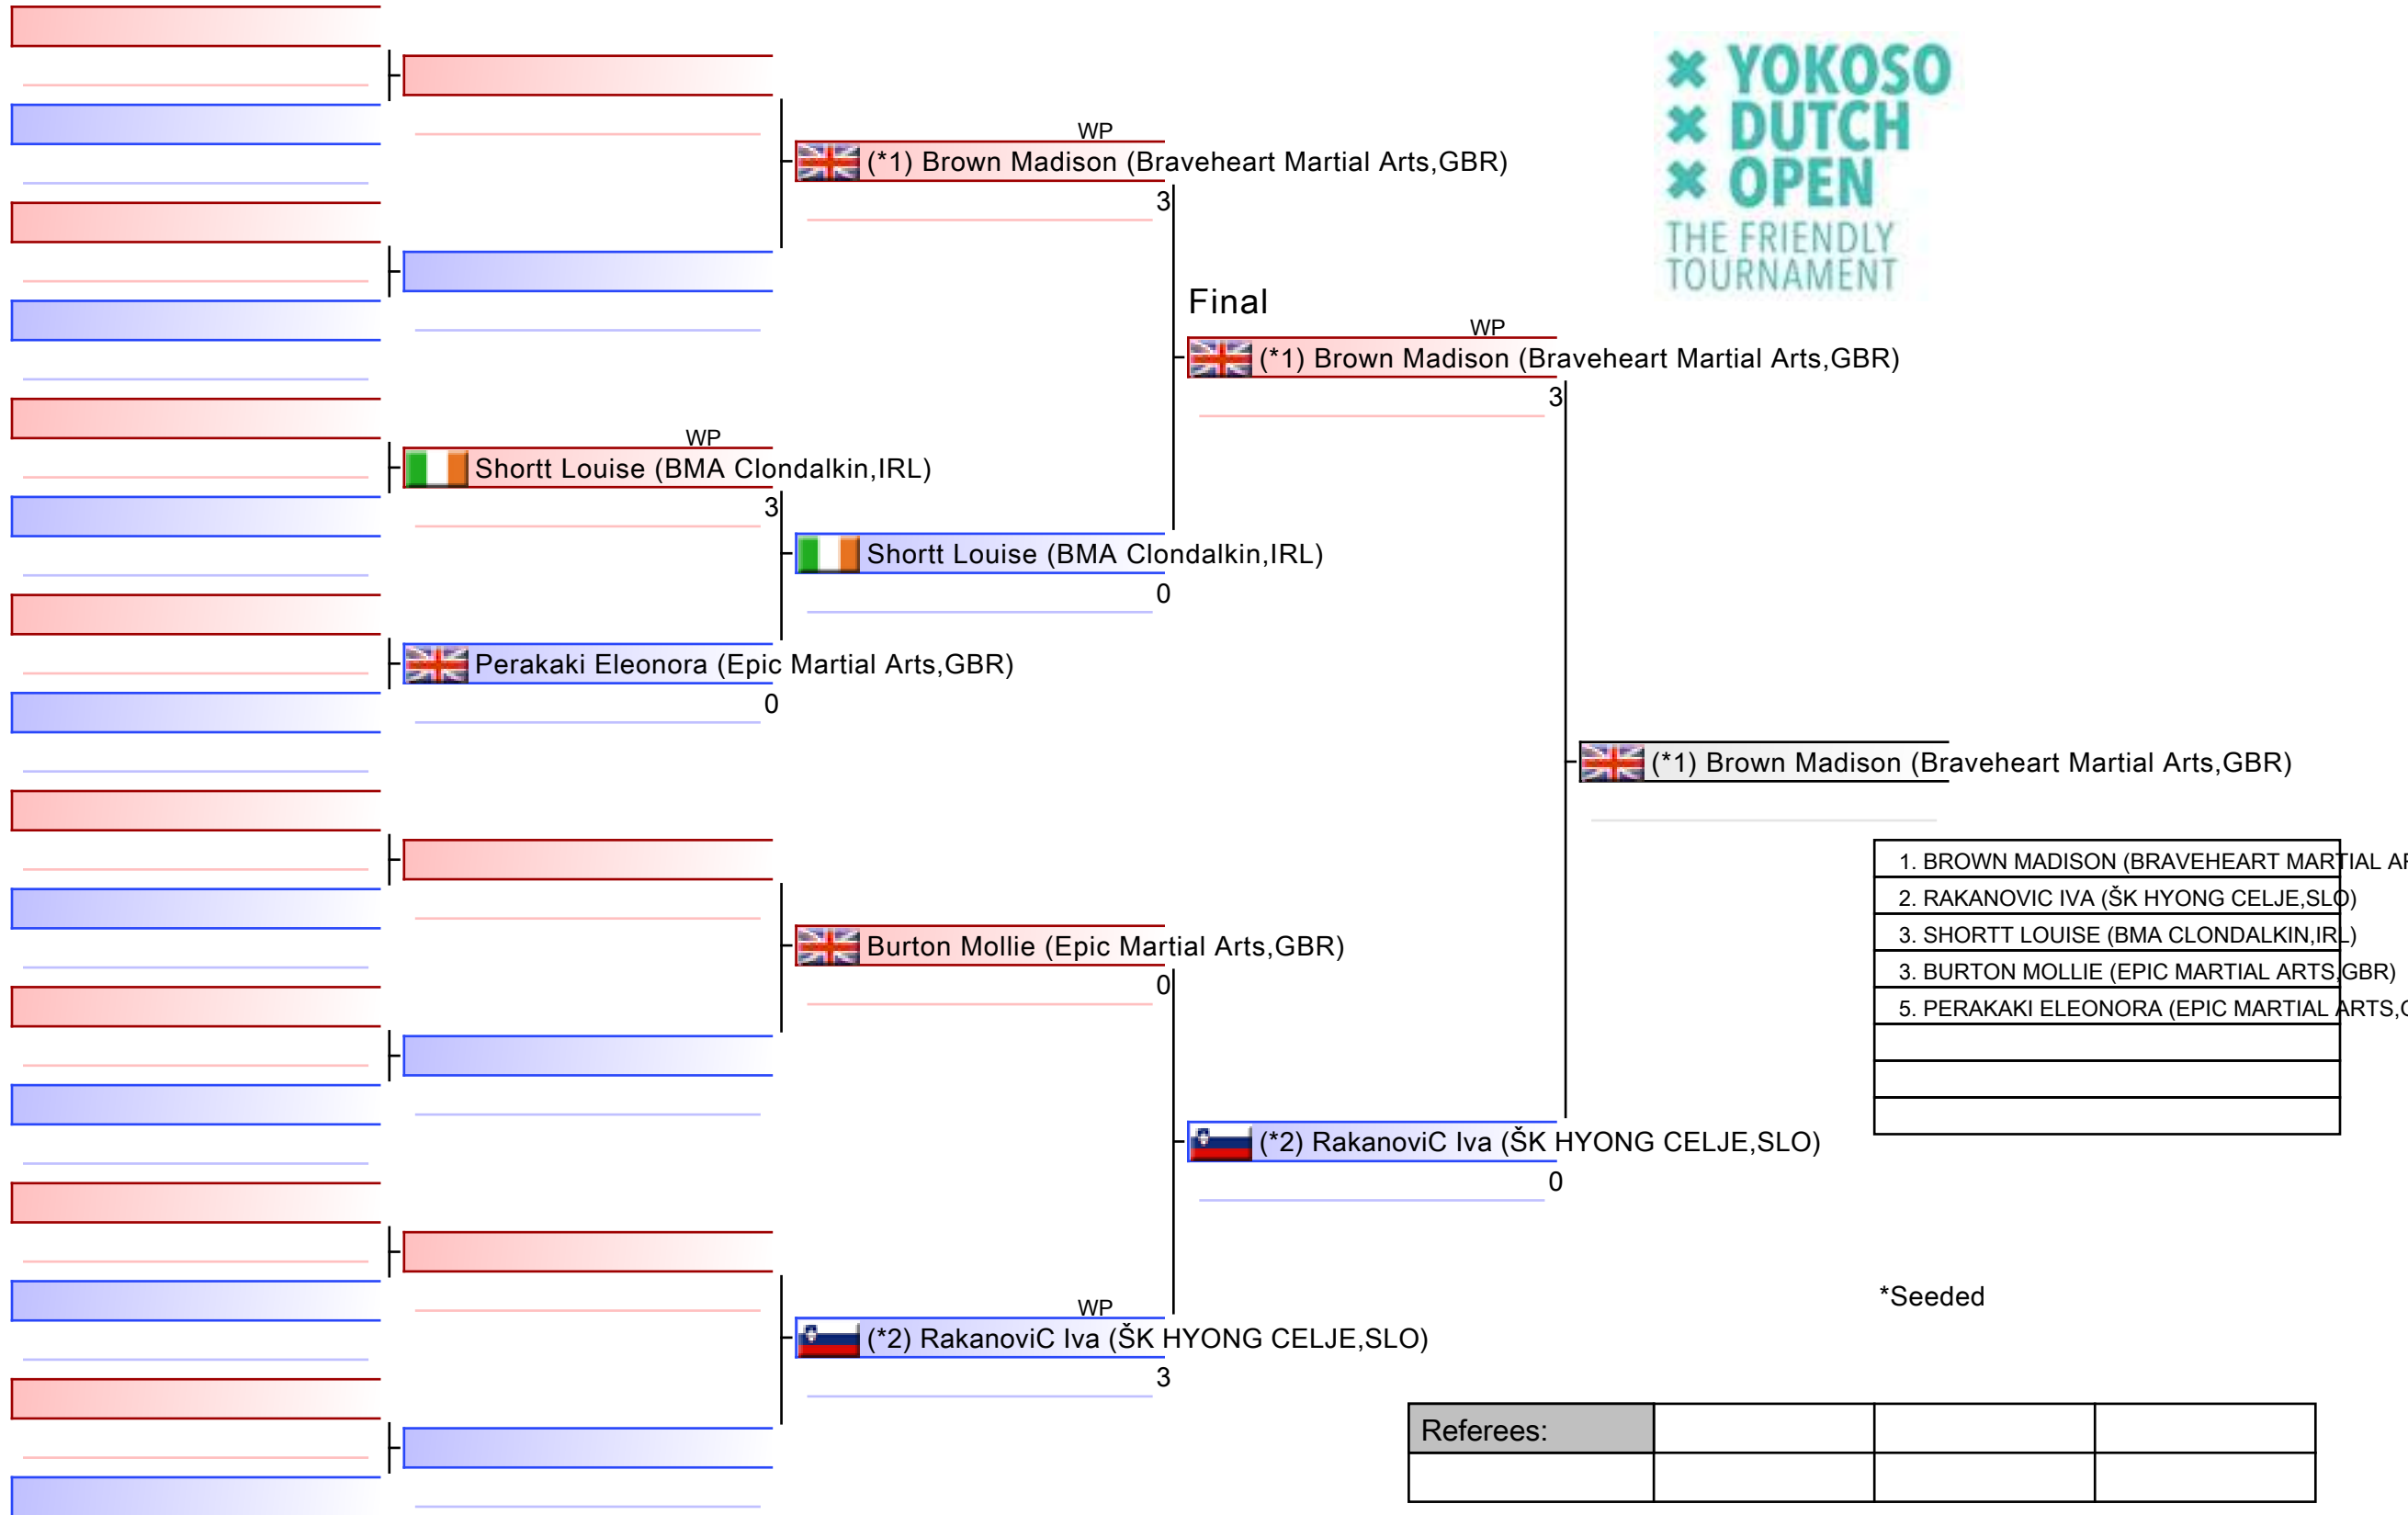 YOKOSO
DUTCH
OPEN
THE FRIENDLY
TOURNAMENT
WP
(*1) Brown Madison (Braveheart Martial Arts,GBR)
3
Final
WP
(*1) Brown Madison (Braveheart Martial Arts,GBR)
3
WP
Shortt Louise (BMA Clondalkin,IRL)
3
Shortt Louise (BMA Clondalkin,IRL)
0
Perakaki Eleonora (Epic Martial Arts,GBR)
0
(*1) Brown Madison (Braveheart Martial Arts,GBR)
1. BROWN MADISON (BRAVEHEART MARTIAL AR
2. RAKANOVIC IVA (ŠK HYONG CELJE,SLO)
3. SHORTT LOUISE (BMA CLONDALKIN,IRL)
3. BURTON MOLLIE (EPIC MARTIAL ARTS,GBR)
5. PERAKAKI ELEONORA (EPIC MARTIAL ARTS,G
Burton Mollie (Epic Martial Arts,GBR)
0
(*2) RakanoviC Iva (ŠK HYONG CELJE,SLO)
0
WP
(*2) RakanoviC Iva (ŠK HYONG CELJE,SLO)
3
*Seeded
Referees: